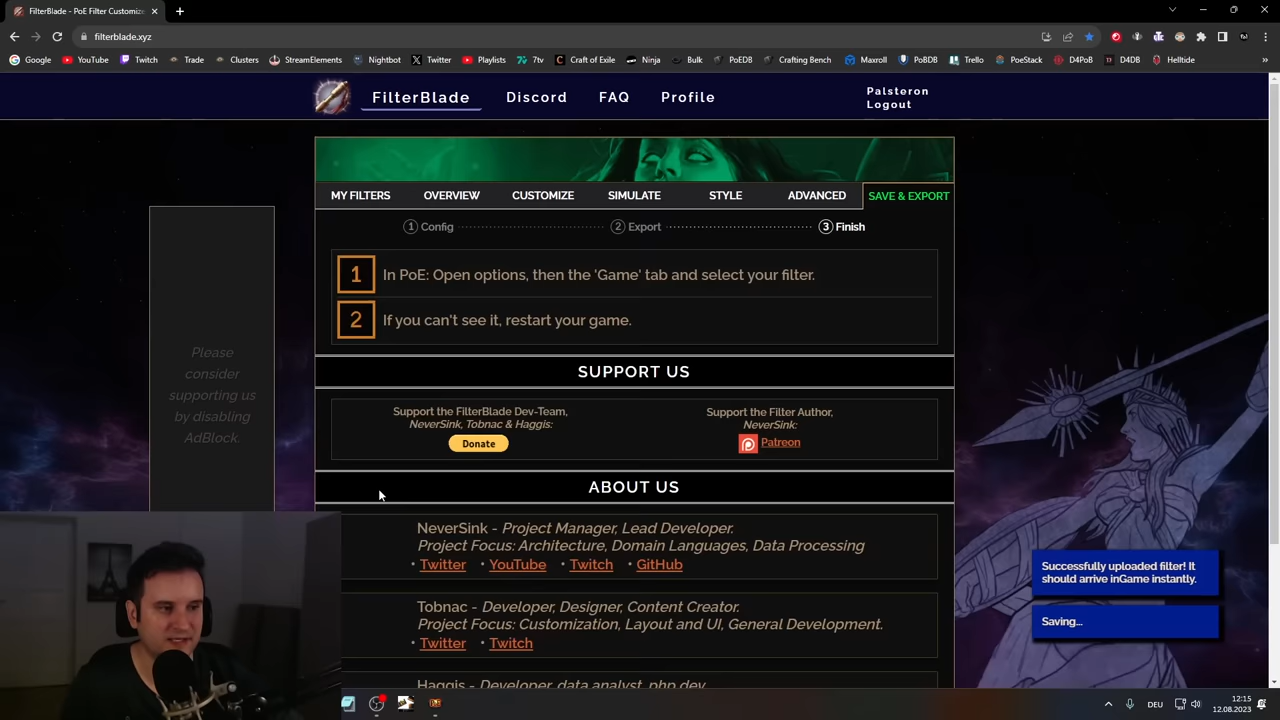 FilterBlade - PoE Filter Customiz
filterblade.xyz
Google
YouTube
Twitch
Trade
Clusters
StreamElements
Nightbot
Twitter
Playlists
7tv
Craft of Exile
Ninja
Bulk
PoEDB
Crafting Bench
Maxroll
PoBDB
Trello
PoeStack
D4PoB
D4DB
Helltide
FilterBlade
Discord
FAQ
Profile
Palsteron
Logout
MY FILTERS
OVERVIEW
CUSTOMIZE
SIMULATE
STYLE
ADVANCED
SAVE & EXPORT
1 Config
2 Export
3 Finish
1 In PoE: Open options, then the 'Game' tab and select your filter.
2 If you can't see it, restart your game.
SUPPORT US
Support the FilterBlade Dev-Team,
NeverSink, Tobnac & Haggis:
Donate
Support the Filter Author,
NeverSink:
Patreon
Please
consider
supporting us
by disabling
AdBlock.
ABOUT US
NeverSink - Project Manager, Lead Developer.
Project Focus: Architecture, Domain Languages, Data Processing
• Twitter • YouTube • Twitch • GitHub
Tobnac - Developer, Designer, Content Creator.
Project Focus: Customization, Layout and UI, General Development.
• Twitter • Twitch
Haggis - Developer, data analyst, php dev
Successfully uploaded filter! It
should arrive inGame instantly.
Saving...
DEU
12:15
12.08.2023